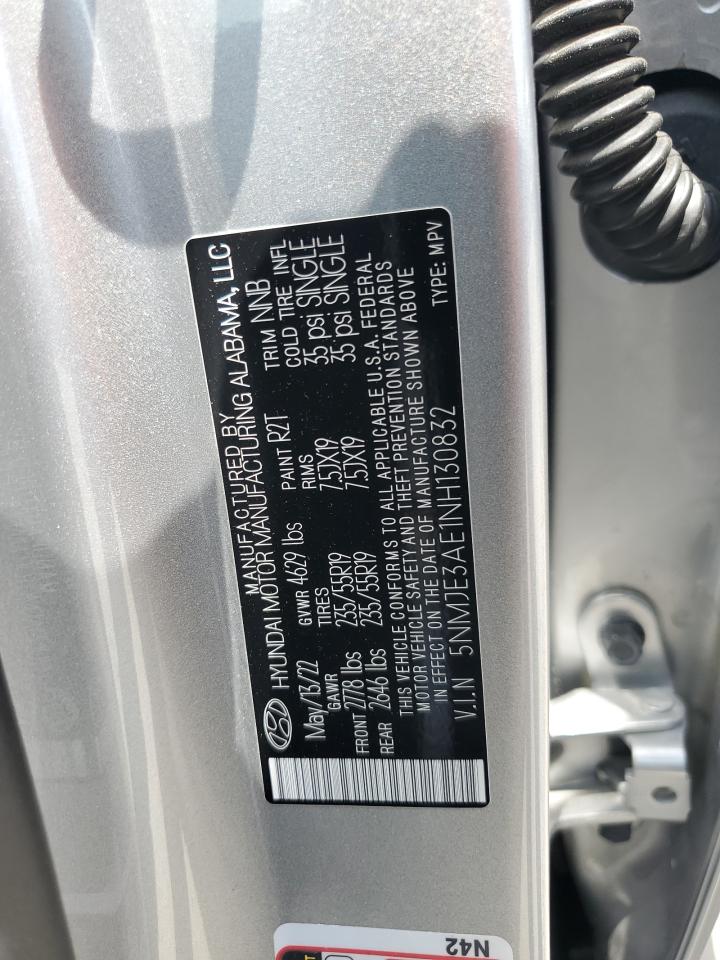 MANUFACTURED BY
HYUNDAI MOTOR MANUFACTURING ALABAMA, LLC
May/13/22 GVWR 4629 lbs PAINT R2T TRIM NNB
GAWR TIRES RIMS COLD TIRE INFL
FRONT 2778 lbs 235/55R19 7.5JX19 35 psi SINGLE
REAR 2646 lbs 235/55R19 7.5JX19 35 psi SINGLE
THIS VEHICLE CONFORMS TO ALL APPLICABLE U.S.A. FEDERAL
MOTOR VEHICLE SAFETY AND THEFT PREVENTION STANDARDS
IN EFFECT ON THE DATE OF MANUFACTURE SHOWN ABOVE
V.I.N 5NMJE3AE1NH130832 TYPE: MPV
N42